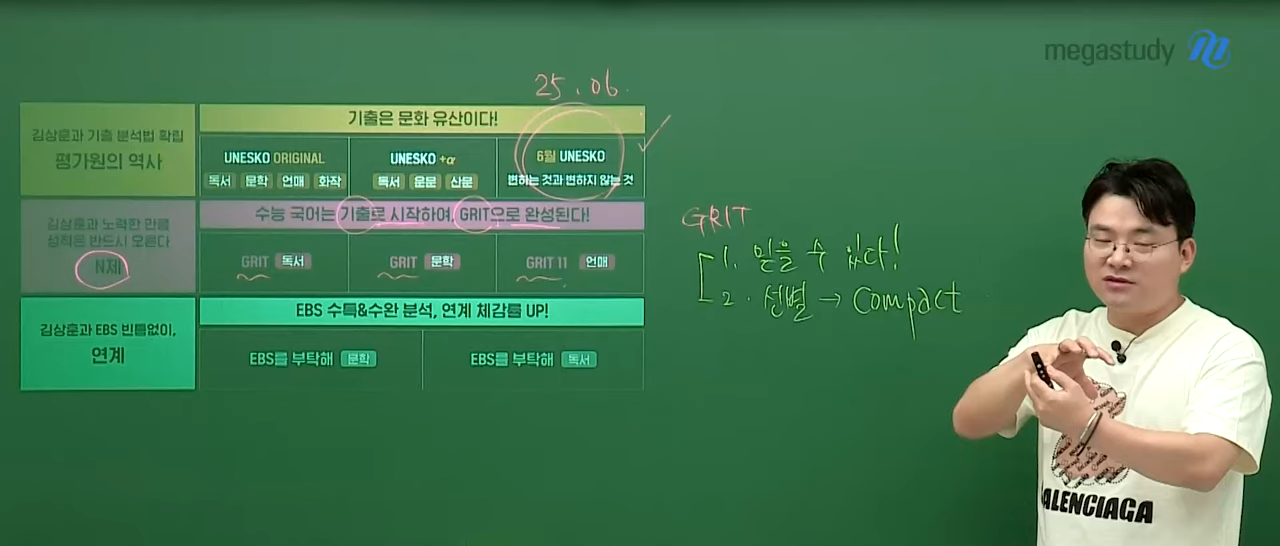 megastudy
25.06.
김상훈과 기출 분석법 확립
평가원의 역사
기출은 문화 유산이다!
UNESKO ORIGINAL
독서 문학 언매 화작
UNESKO +α
독서 운문 산문
6월 UNESKO
변하는 것과 변하지 않는 것
김상훈과 노력한 만큼
성적은 반드시 오른다
N제
수능 국어는 기출로 시작하여, GRIT으로 완성된다!
GRIT 독서
GRIT 문학
GRIT 11 언매
김상훈과 EBS 빈틈없이,
연계
EBS 수특&수완 분석, 연계 체감률 UP!
EBS를 부탁해 문학
EBS를 부탁해 독서
GRIT
1. 믿을 수 있다!
2. 선별 → Compact
ALENCIAGA